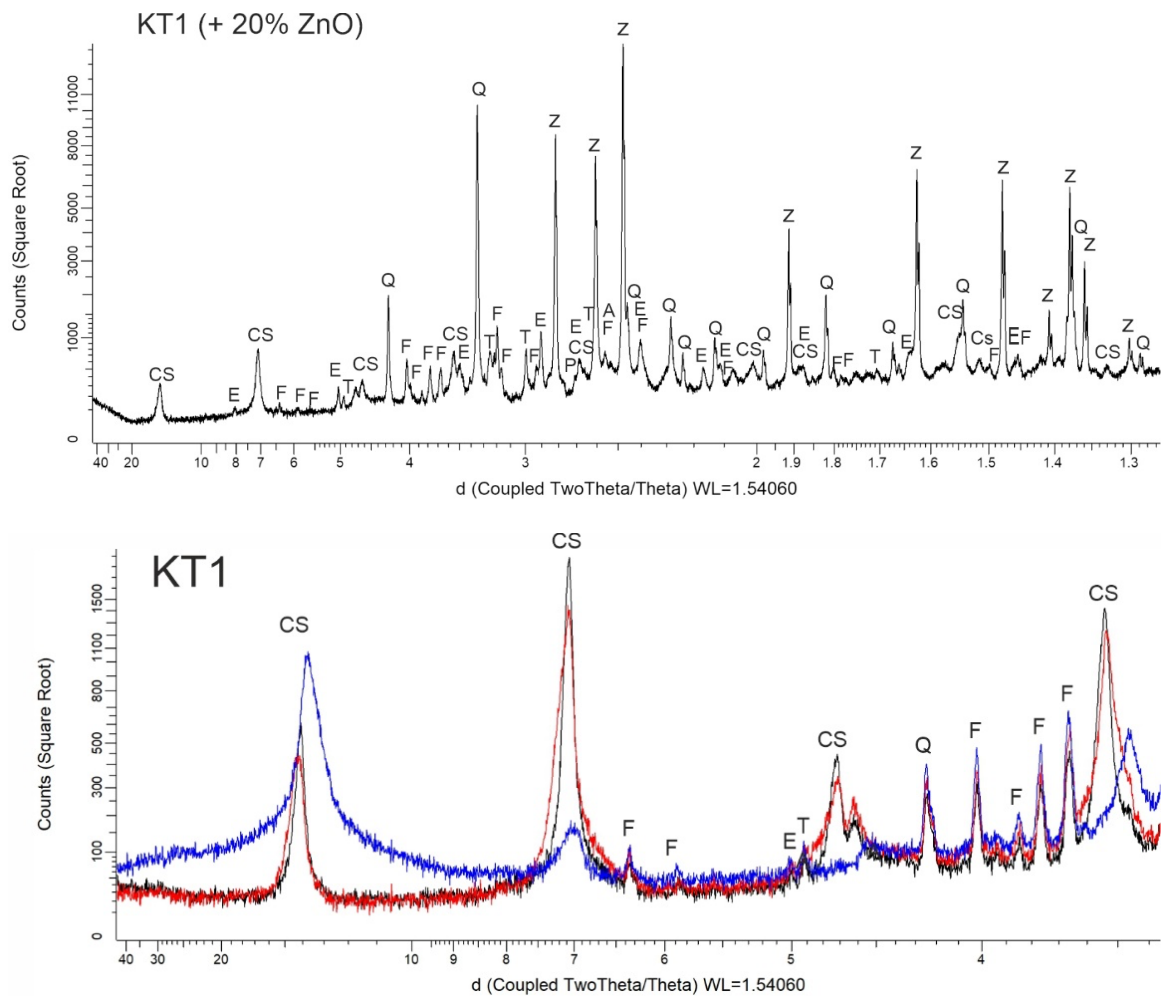 KT1 (+ 20% ZnO)
Counts (Square Root)
11000
8000
5000
3000
1000
0
CS E CS F F F E T CS Q F F F F CS E Q T F F T F E Z P E CS T Z A F Z Q E F Q Q E Q E F CS Q Z E CS Q F F T Q E Z CS Q Cs F Z E F Z Z Q Z CS Z Q
40 20 10 8 7 6 5 4 3 2 1.9 1.8 1.7 1.6 1.5 1.4 1.3
d (Coupled TwoTheta/Theta) WL=1.54060
KT1
Counts (Square Root)
1500
1100
800
500
300
100
0
CS CS F F E T CS Q F F F F CS
40 30 20 10 9 8 7 6 5 4
d (Coupled TwoTheta/Theta) WL=1.54060